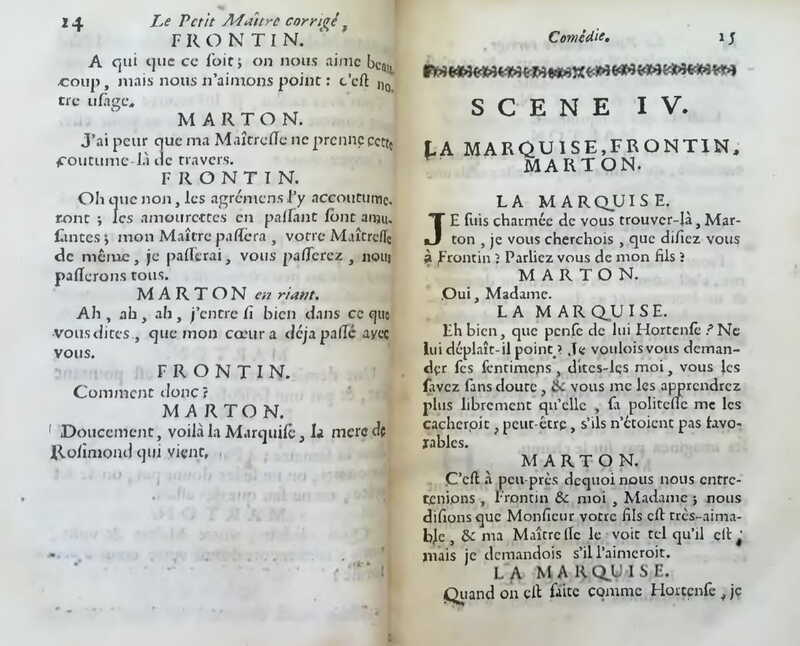 14 Le Petit Maître corrigé,
FRONTIN.
A qui que ce ſoit; on nous aime beau-
coup, mais nous n'aimons point: c'eſt no-
tre uſage.
MARTON.
J'ai peur que ma Maîtreſſe ne prenne cette
coutume-là de travers.
FRONTIN.
Oh que non, les agrémens l'y accoutume-
ront; les amourettes en paſſant ſont amu-
ſantes; mon Maître paſſera, votre Maîtreſſe
de même, je paſſerai, vous paſſerez, nous
paſſerons tous.
MARTON en riant.
Ah, ah, ah, j'entre ſi bien dans ce que
vous dites, que mon cœur a déja paſſé avec
vous.
FRONTIN.
Comment donc?
MARTON.
Doucement, voilà la Marquiſe, la mere de
Roſimond qui vient.
Comédie. 15
SCENE IV.
LA MARQUISE, FRONTIN,
MARTON.
LA MARQUISE.
JE ſuis charmée de vous trouver-là, Mar-
ton, je vous cherchois, que diſiez vous
à Frontin? Parliez vous de mon fils?
MARTON.
Oui, Madame.
LA MARQUISE.
Eh bien, que penſe de lui Hortenſe? Ne
lui déplaît-il point? Je voulois vous deman-
der ſes ſentimens, dites-les moi, vous les
ſavez ſans doute, & vous me les apprendrez
plus librement qu'elle, ſa politeſſe me les
cacheroit, peut-être, s'ils n'étoient pas favo-
rables.
MARTON.
C'eſt à peu-près dequoi nous nous entre-
tenions, Frontin & moi, Madame; nous
diſions que Monſieur votre fils eſt très-aima-
ble, & ma Maîtreſſe le voit tel qu'il eſt;
mais je demandois s'il l'aimeroit.
LA MARQUISE.
Quand on eſt faite comme Hortenſe, je